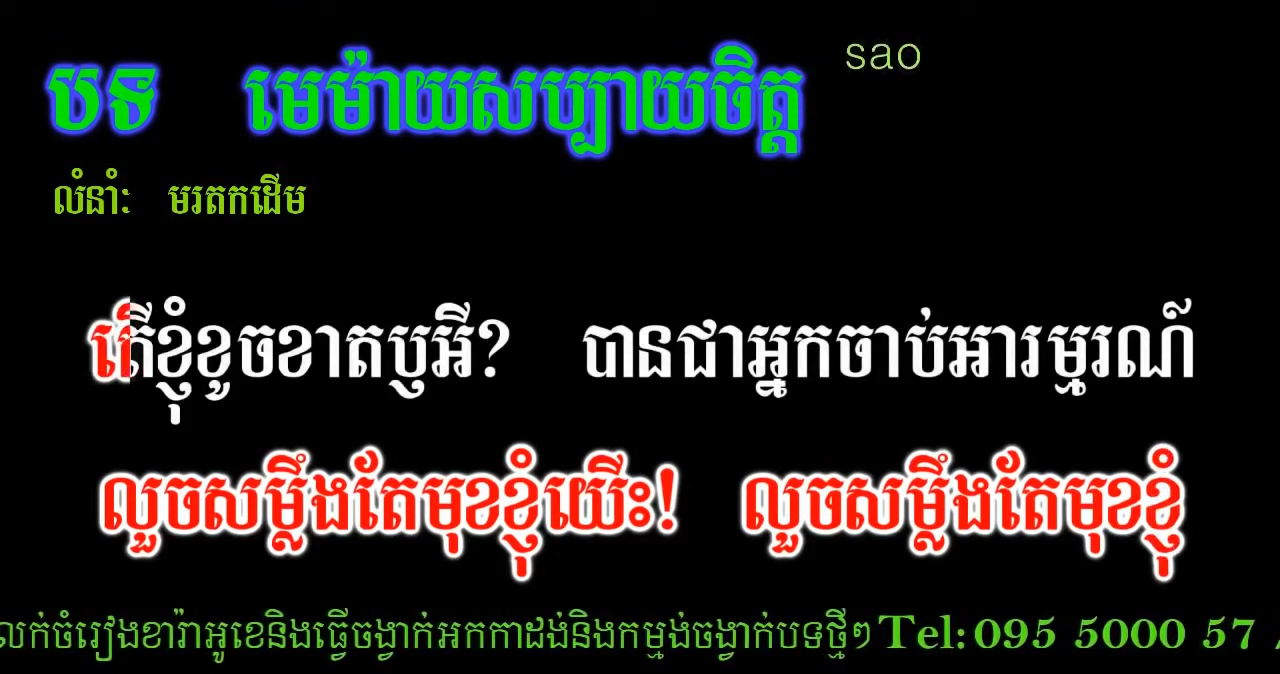 បទ មេម៉ាយសប្បាយចិត្ត sao
លំនាំ: មរតកដើម
តើខ្ញុំខូចខាតឫអី? បានជាអ្នកចាប់អារម្មរណ៍
លួចសម្លឹងតែមុខខ្ញុំយើះ! លួចសម្លឹងតែមុខខ្ញុំ
លក់ចំរៀងខារ៉ាអូខេនិងធ្វើចង្វាក់អកកាដង់និងកម្មង់ចង្វាក់បទថ្មីៗ Tel: 095 5000 57